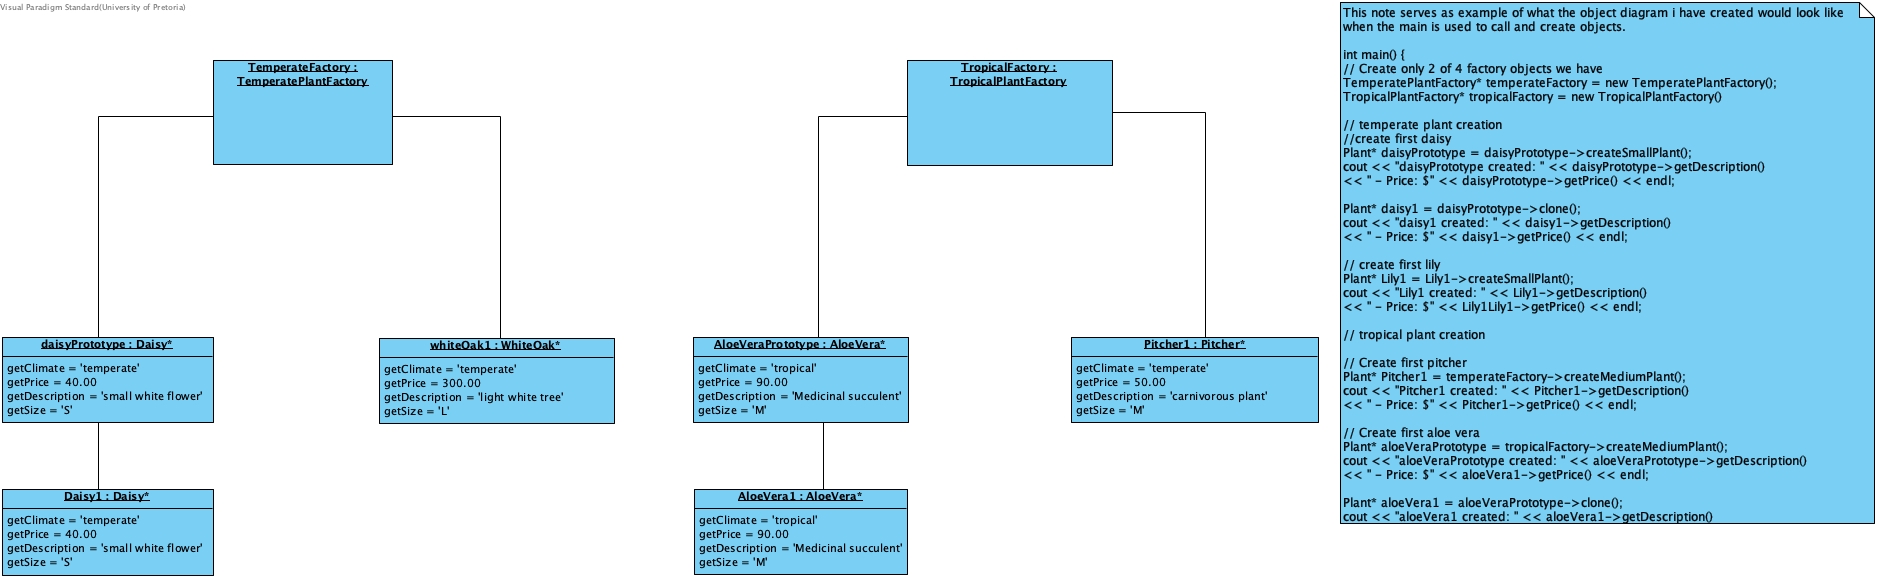 Visual Paradigm Standard(University of Pretoria)
TemperateFactory :
TemperatePlantFactory
TropicalFactory :
TropicalPlantFactory
daisyPrototype : Daisy*
getClimate = 'temperate'
getPrice = 40.00
getDescription = 'small white flower'
getSize = 'S'
whiteOak1 : WhiteOak*
getClimate = 'temperate'
getPrice = 300.00
getDescription = 'light white tree'
getSize = 'L'
AloeVeraPrototype : AloeVera*
getClimate = 'tropical'
getPrice = 90.00
getDescription = 'Medicinal succulent'
getSize = 'M'
Pitcher1 : Pitcher*
getClimate = 'temperate'
getPrice = 50.00
getDescription = 'carnivorous plant'
getSize = 'M'
Daisy1 : Daisy*
getClimate = 'temperate'
getPrice = 40.00
getDescription = 'small white flower'
getSize = 'S'
AloeVera1 : AloeVera*
getClimate = 'tropical'
getPrice = 90.00
getDescription = 'Medicinal succulent'
getSize = 'M'
This note serves as example of what the object diagram i have created would look like
when the main is used to call and create objects.
int main() {
// Create only 2 of 4 factory objects we have
TemperatePlantFactory* temperateFactory = new TemperatePlantFactory();
TropicalPlantFactory* tropicalFactory = new TropicalPlantFactory()
// temperate plant creation
//create first daisy
Plant* daisyPrototype = daisyPrototype->createSmallPlant();
cout << "daisyPrototype created: " << daisyPrototype->getDescription()
<< " - Price: $" << daisyPrototype->getPrice() << endl;
Plant* daisy1 = daisyPrototype->clone();
cout << "daisy1 created: " << daisy1->getDescription()
<< " - Price: $" << daisy1->getPrice() << endl;
// create first lily
Plant* Lily1 = Lily1->createSmallPlant();
cout << "Lily1 created: " << Lily1->getDescription()
<< " - Price: $" << Lily1Lily1->getPrice() << endl;
// tropical plant creation
// Create first pitcher
Plant* Pitcher1 = temperateFactory->createMediumPlant();
cout << "Pitcher1 created: " << Pitcher1->getDescription()
<< " - Price: $" << Pitcher1->getPrice() << endl;
// Create first aloe vera
Plant* aloeVeraPrototype = tropicalFactory->createMediumPlant();
cout << "aloeVeraPrototype created: " << aloeVeraPrototype->getDescription()
<< " - Price: $" << aloeVera1->getPrice() << endl;
Plant* aloeVera1 = aloeVeraPrototype->clone();
cout << "aloeVera1 created: " << aloeVera1->getDescription()